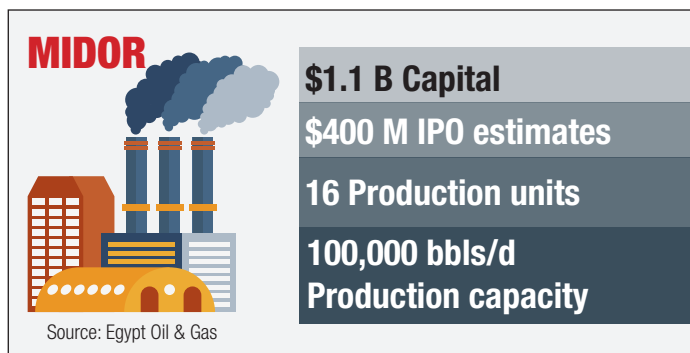 MIDOR
$1.1 B Capital
$400 M IPO estimates
16 Production units
100,000 bbls/d
Production capacity
Source: Egypt Oil & Gas